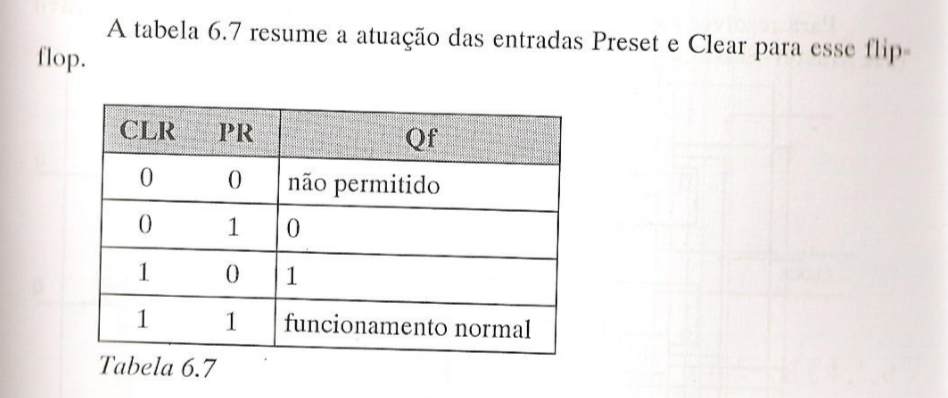 A tabela 6.7 resume a atuação das entradas Preset e Clear para esse flip-
flop.
CLR PR Qf
0 0 não permitido
0 1 0
1 0 1
1 1 funcionamento normal
Tabela 6.7